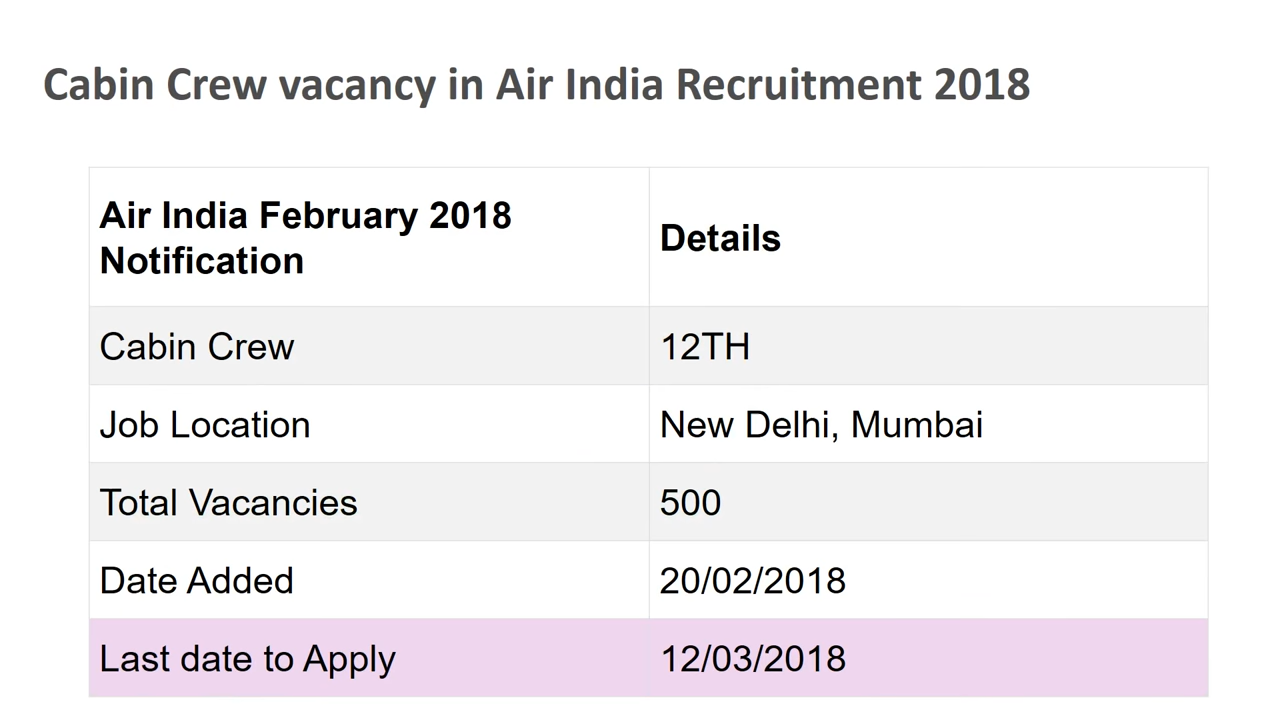 Cabin Crew vacancy in Air India Recruitment 2018
Air India February 2018
Notification
Details
Cabin Crew
12TH
Job Location
New Delhi, Mumbai
Total Vacancies
500
Date Added
20/02/2018
Last date to Apply
12/03/2018